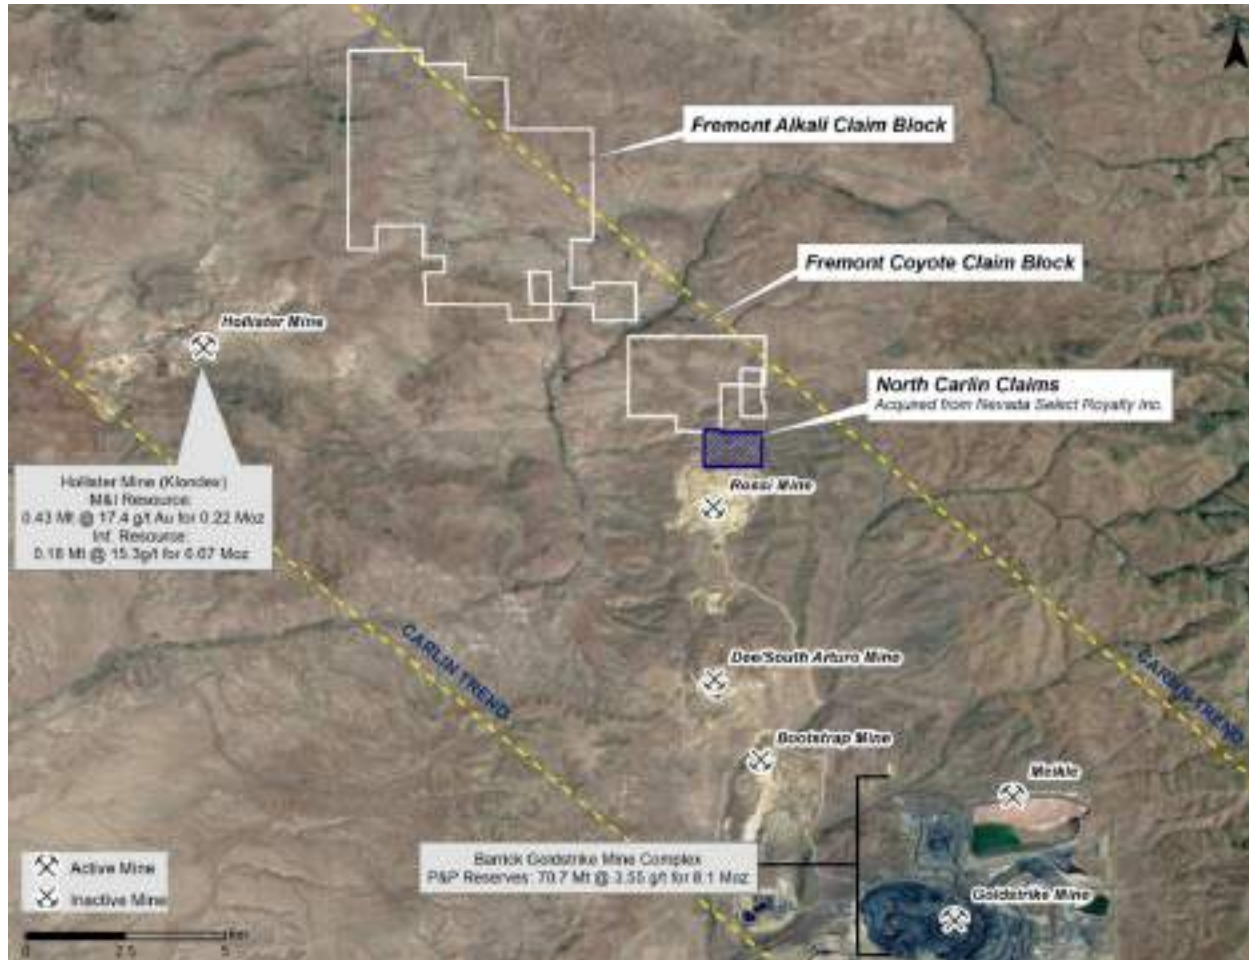 Fremont Alkali Claim Block
Fremont Coyote Claim Block
Hollister Mine
North Carlin Claims
Acquired from Nevada Select Royalty Inc.
Rossi Mine
Hollister Mine (Klondex)
M&I Resource:
0.43 Mt @ 17.4 g/t Au for 0.22 Moz
Inf. Resource:
0.18 Mt @ 15.3g/t for 0.07 Moz
CARLIN TREND
CARLIN TREND
Dee/South Arturo Mine
Bootstrap Mine
Meikle
Barrick Goldstrike Mine Complex
P&P Reserves: 70.7 Mt @ 3.55 g/t for 8.1 Moz
Goldstrike Mine
Active Mine
Inactive Mine
km
0 2.5 5